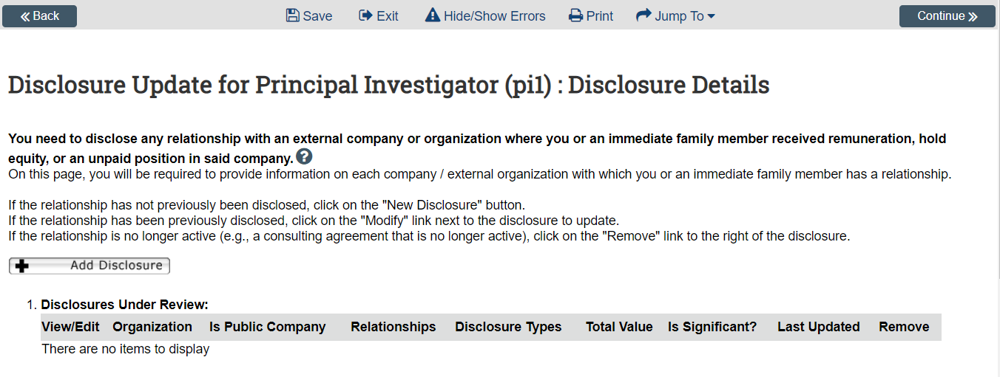 Back Save Exit Hide/Show Errors Print Jump To Continue
Disclosure Update for Principal Investigator (pi1) : Disclosure Details
You need to disclose any relationship with an external company or organization where you or an immediate family member received remuneration, hold
equity, or an unpaid position in said company. ?
On this page, you will be required to provide information on each company / external organization with which you or an immediate family member has a relationship.
If the relationship has not previously been disclosed, click on the "New Disclosure" button.
If the relationship has been previously disclosed, click on the "Modify" link next to the disclosure to update.
If the relationship is no longer active (e.g., a consulting agreement that is no longer active), click on the "Remove" link to the right of the disclosure.
Add Disclosure
1. Disclosures Under Review:
View/Edit Organization Is Public Company Relationships Disclosure Types Total Value Is Significant? Last Updated Remove
There are no items to display